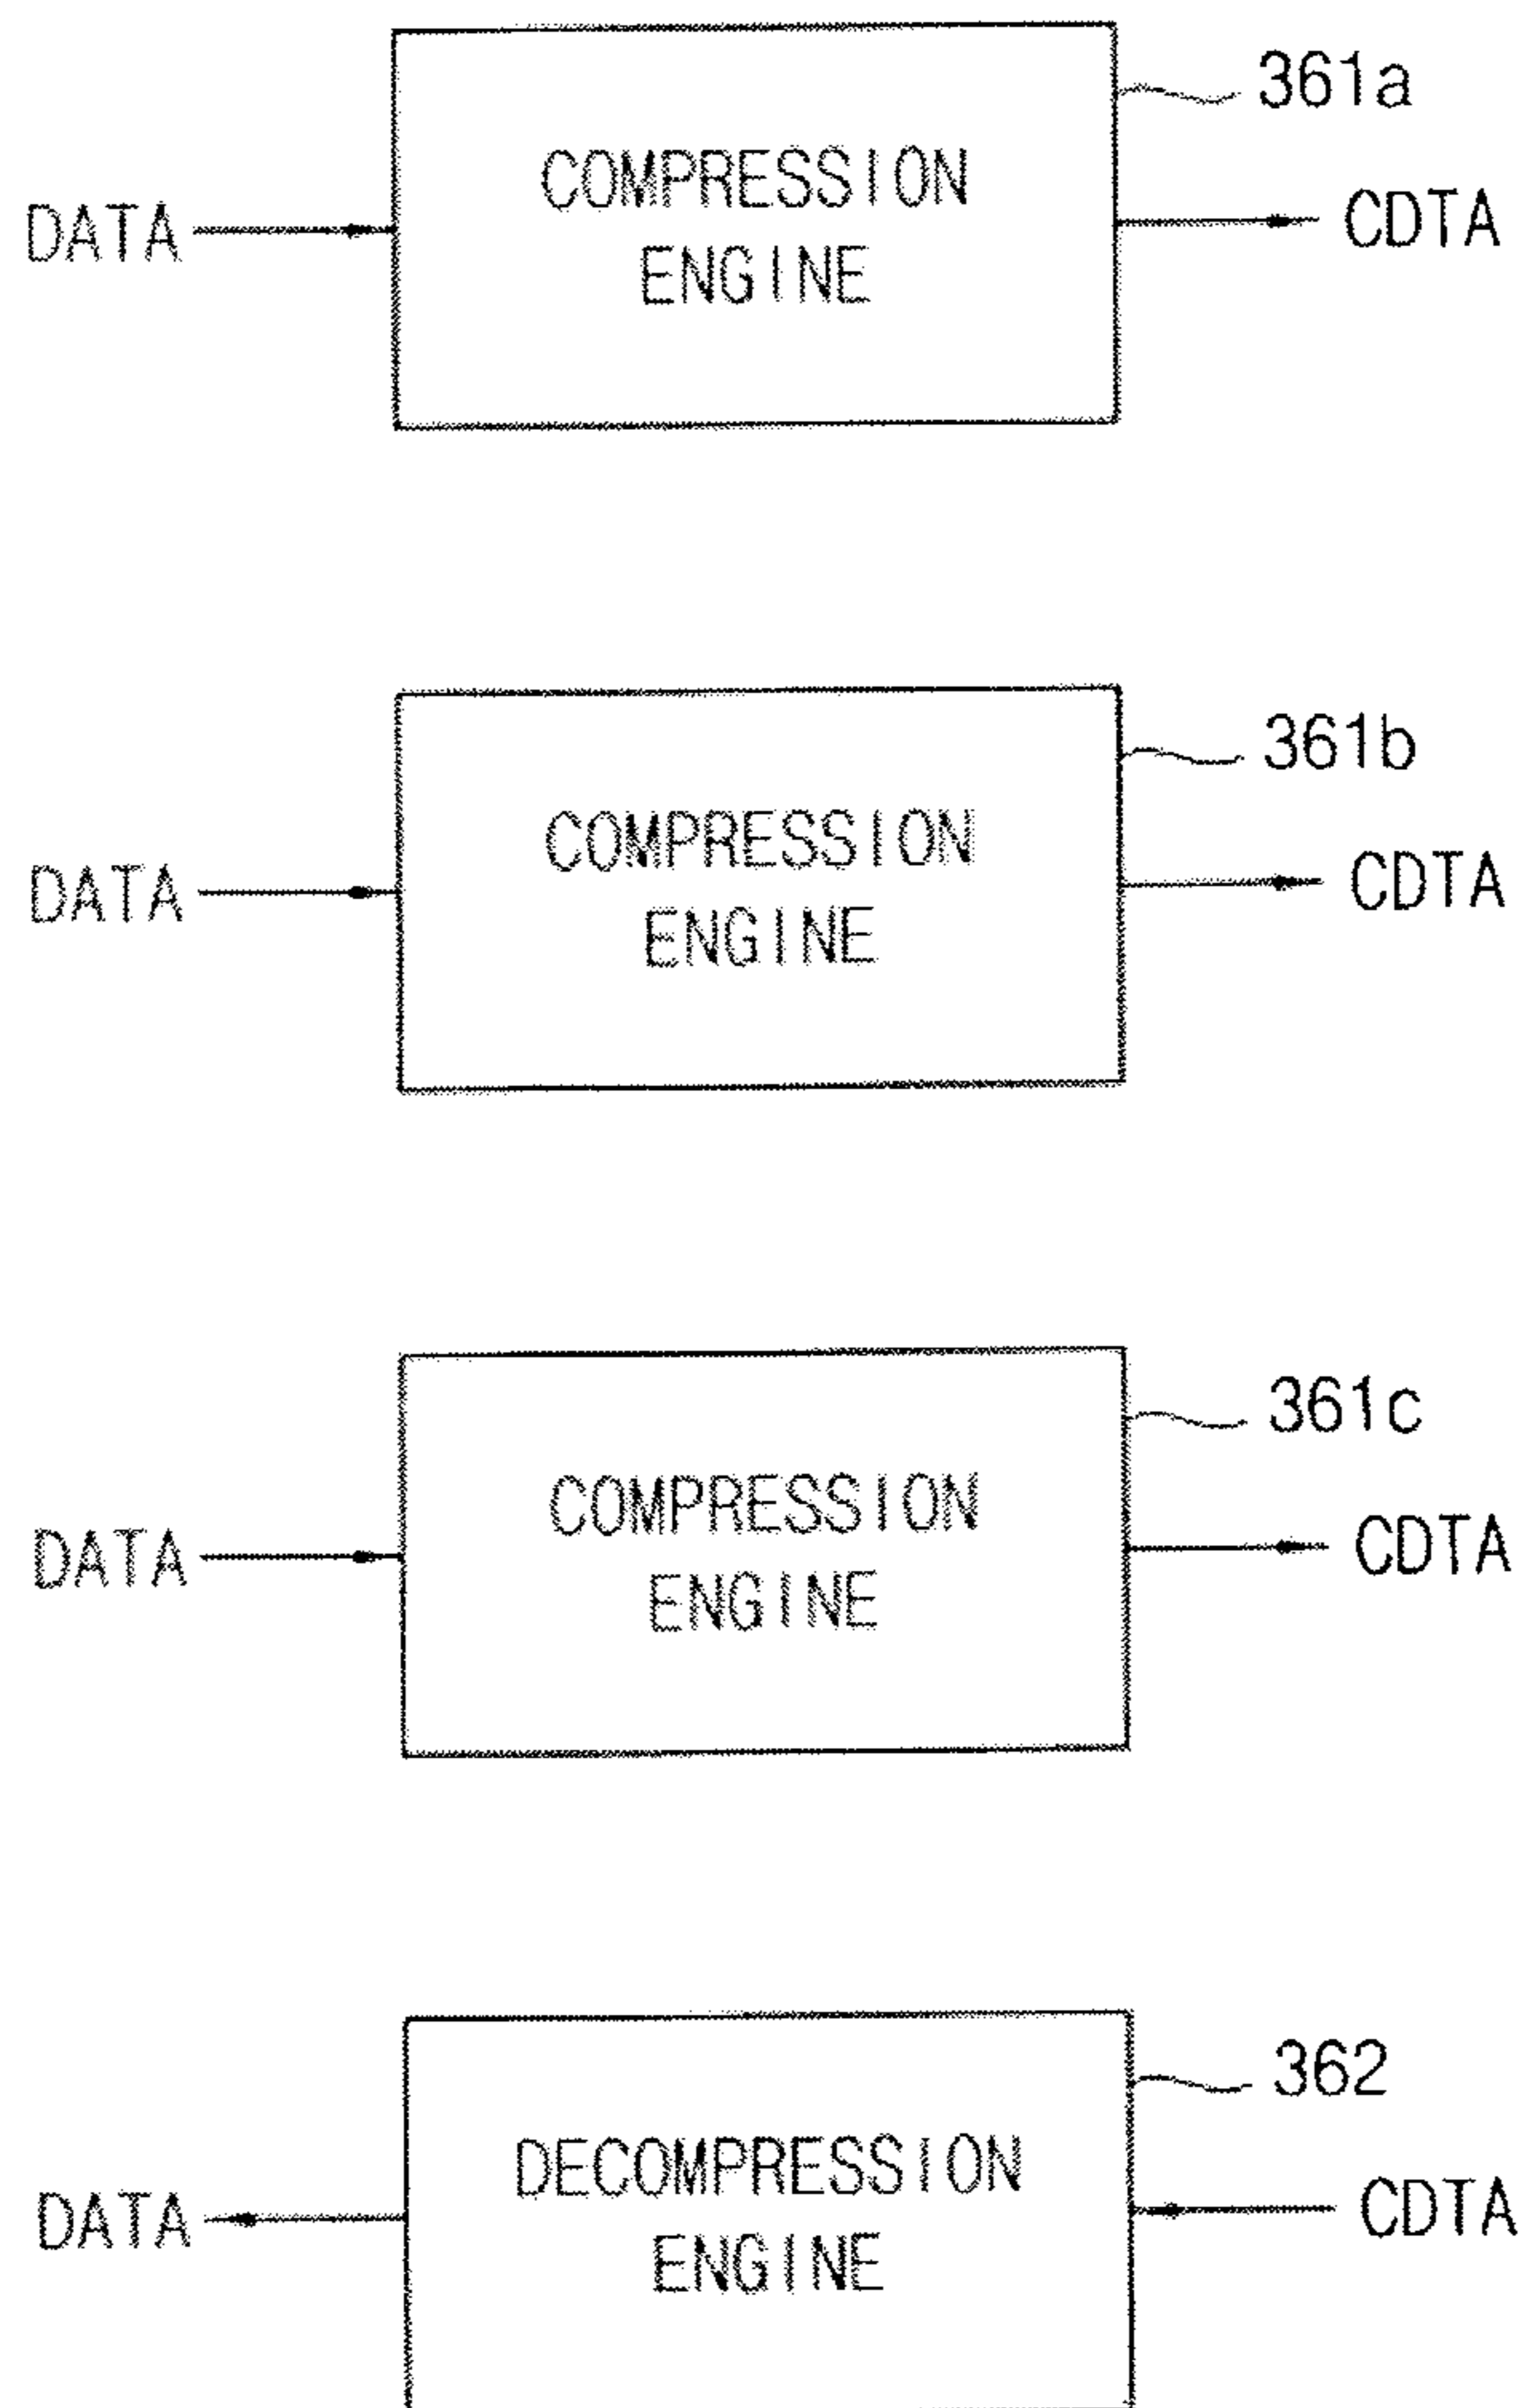 361a
COMPRESSION
DATA
CDTA
ENGINE
361b
COMPRESSION
DATA
CDTA
ENGINE
361c
COMPRESSION
DATA
CDTA
ENGINE
362
DECOMPRESSION
DATA
CDTA
ENGINE